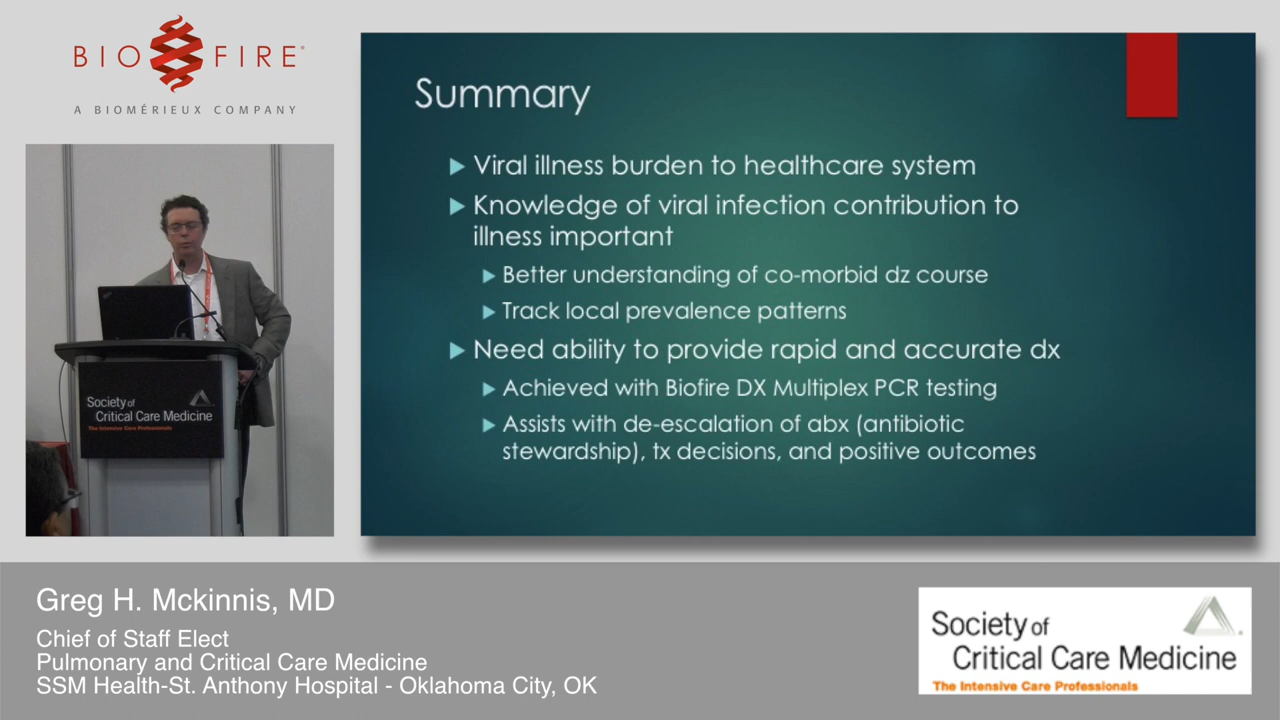 BIO FIRE®
A BIOMÉRIEUX COMPANY
Society of
Critical Care Medicine
The Intensive Care Professionals
Summary
Viral illness burden to healthcare system
Knowledge of viral infection contribution to
illness important
Better understanding of co-morbid dz course
Track local prevalence patterns
Need ability to provide rapid and accurate dx
Achieved with Biofire DX Multiplex PCR testing
Assists with de-escalation of abx (antibiotic
stewardship), tx decisions, and positive outcomes
Greg H. Mckinnis, MD
Chief of Staff Elect
Pulmonary and Critical Care Medicine
SSM Health-St. Anthony Hospital - Oklahoma City, OK
Society of
Critical Care Medicine
The Intensive Care Professionals